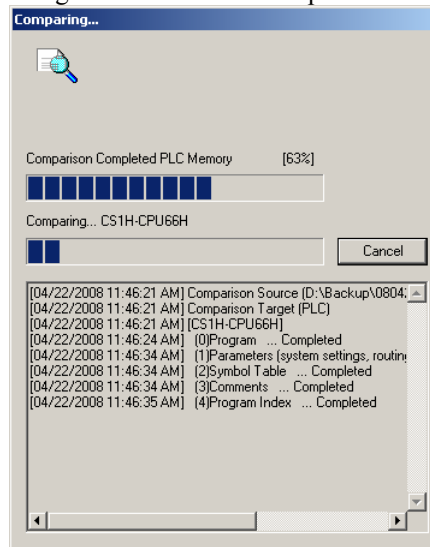 Comparing...
Comparison Completed PLC Memory [63%]
Comparing... CS1H-CPU66H
Cancel
[04/22/2008 11:46:21 AM] Comparison Source (D:\Backup\0804
[04/22/2008 11:46:21 AM] Comparison Target (PLC)
[04/22/2008 11:46:21 AM] [CS1H-CPU66H]
[04/22/2008 11:46:24 AM] (0)Program ... Completed
[04/22/2008 11:46:34 AM] (1)Parameters (system settings, routing
[04/22/2008 11:46:34 AM] (2)Symbol Table ... Completed
[04/22/2008 11:46:34 AM] (3)Comments ... Completed
[04/22/2008 11:46:35 AM] (4)Program Index ... Completed